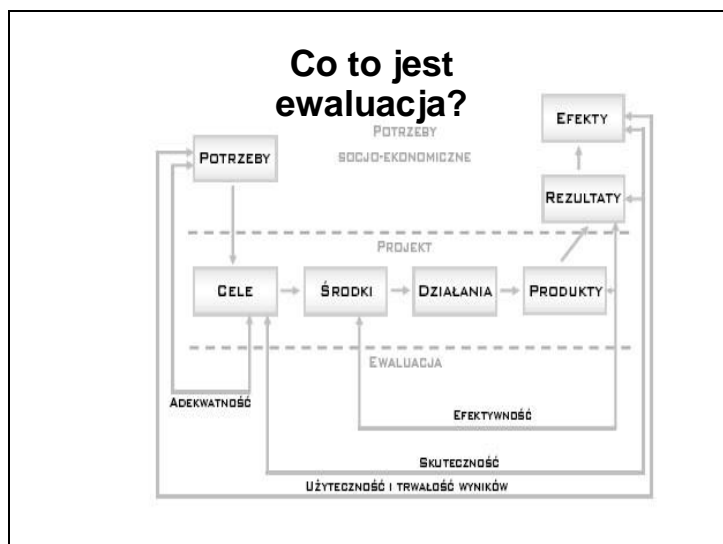 Co to jest
ewaluacja?
POTRZEBY
SOCJO-EKONOMICZNE
EFEKTY
POTRZEBY
REZULTATY
PROJEKT
CELE
ŚRODKI
DZIAŁANIA
PRODUKTY
EWALUACJA
ADEKWATNOŚĆ
EFEKTYWNOŚĆ
SKUTECZNOŚĆ
UŻYTECZNOŚĆ I TRWAŁOŚĆ WYNIKÓW